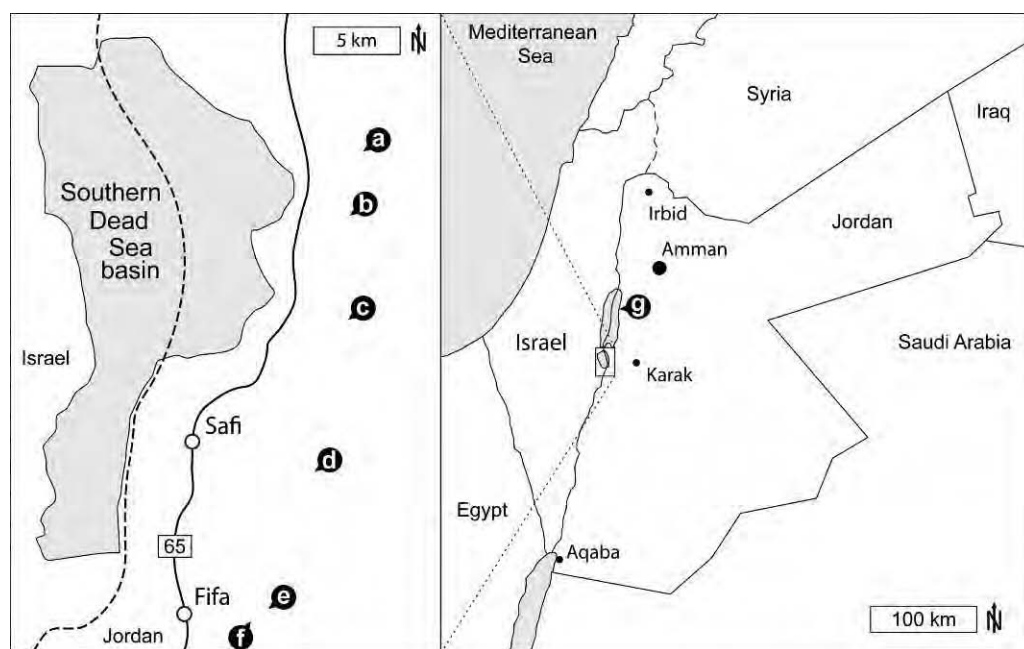 5 km
N
a
b
Southern
Dead
Sea
basin
c
Israel
Safi
d
65
e
Fifa
f
Jordan
Mediterranean
Sea
Syria
Iraq
Irbid
Jordan
Amman
g
Israel
Saudi Arabia
Karak
Egypt
Aqaba
100 km
N